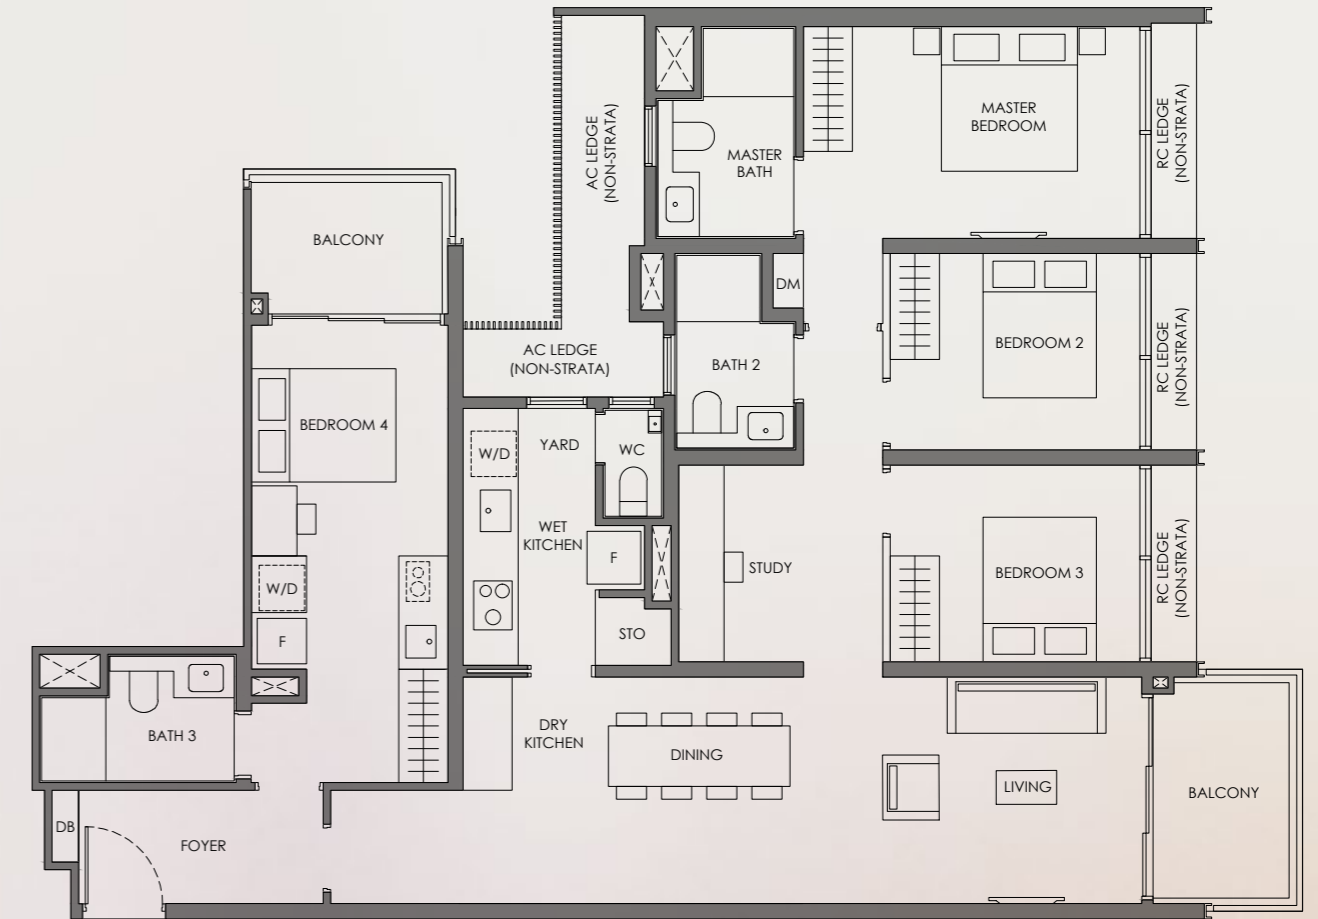 MASTER
BEDROOM
RC LEDGE
(NON-STRATA)
AC LEDGE
(NON-STRATA)
MASTER
BATH
BALCONY
DM
BEDROOM 2
RC LEDGE
(NON-STRATA)
AC LEDGE
(NON-STRATA)
BATH 2
BEDROOM 4
W/D
YARD
WC
WET
KITCHEN
F
STUDY
BEDROOM 3
RC LEDGE
(NON-STRATA)
W/D
F
STO
BATH 3
DRY
KITCHEN
DINING
LIVING
BALCONY
DB
FOYER